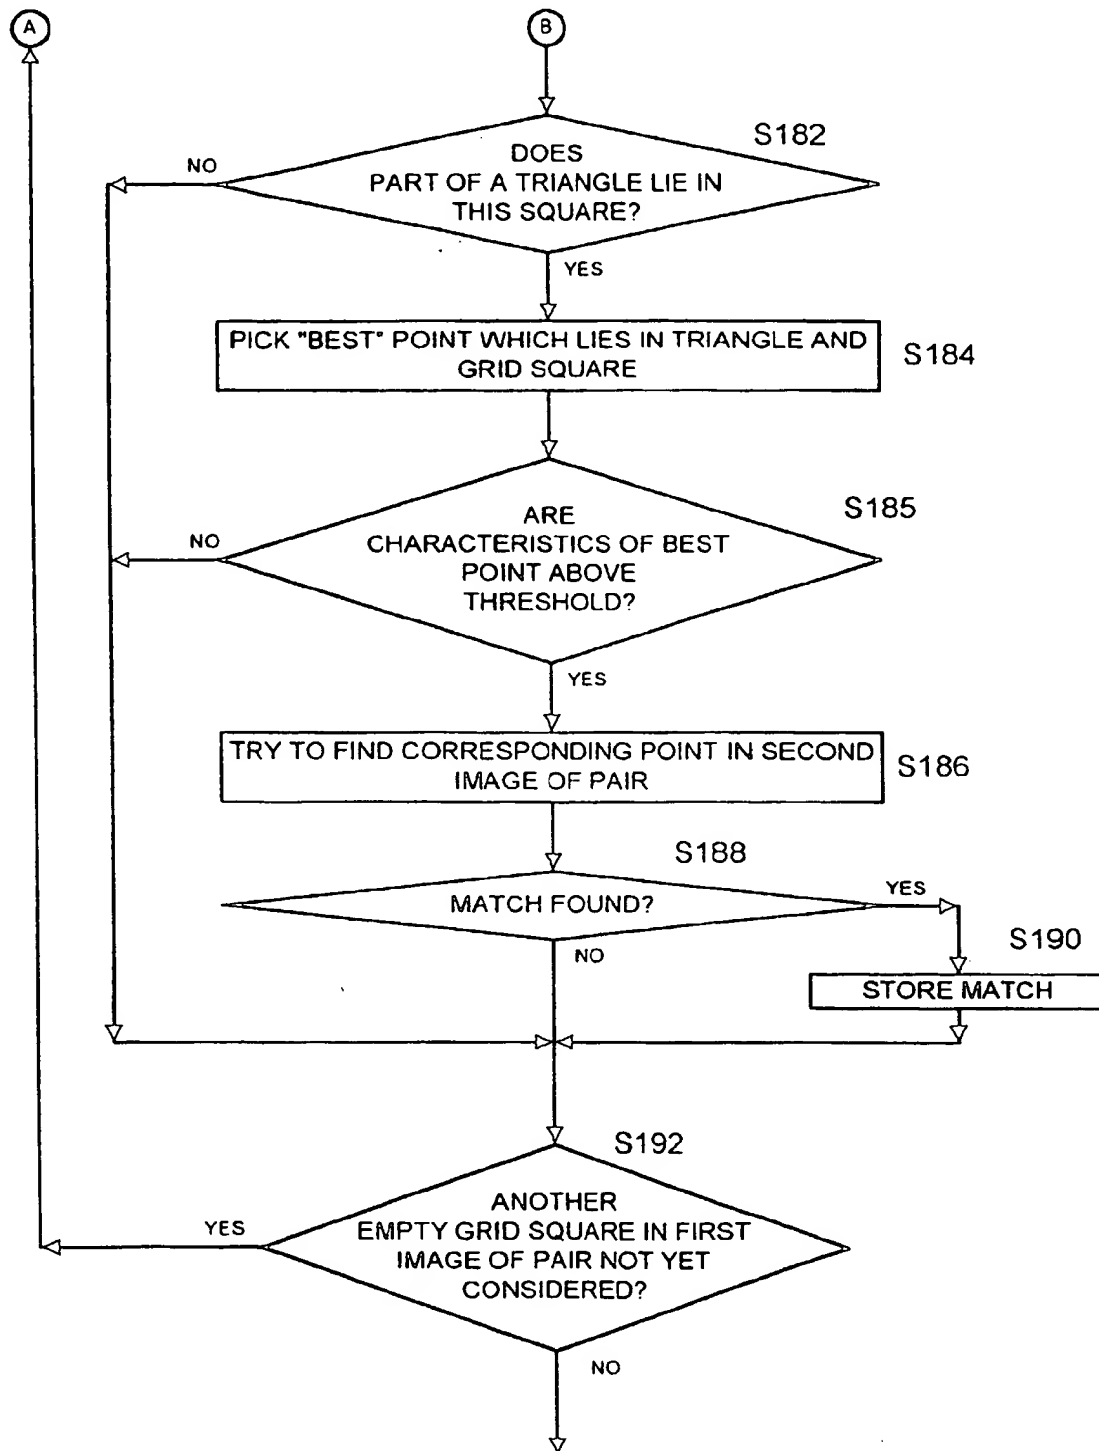 A
B
S182
NO
DOES
PART OF A TRIANGLE LIE IN
THIS SQUARE?
YES
PICK "BEST" POINT WHICH LIES IN TRIANGLE AND
GRID SQUARE
S184
S185
NO
ARE
CHARACTERISTICS OF BEST
POINT ABOVE
THRESHOLD?
YES
TRY TO FIND CORRESPONDING POINT IN SECOND
IMAGE OF PAIR
S186
S188
MATCH FOUND?
YES
NO
S190
STORE MATCH
S192
YES
ANOTHER
EMPTY GRID SQUARE IN FIRST
IMAGE OF PAIR NOT YET
CONSIDERED?
NO